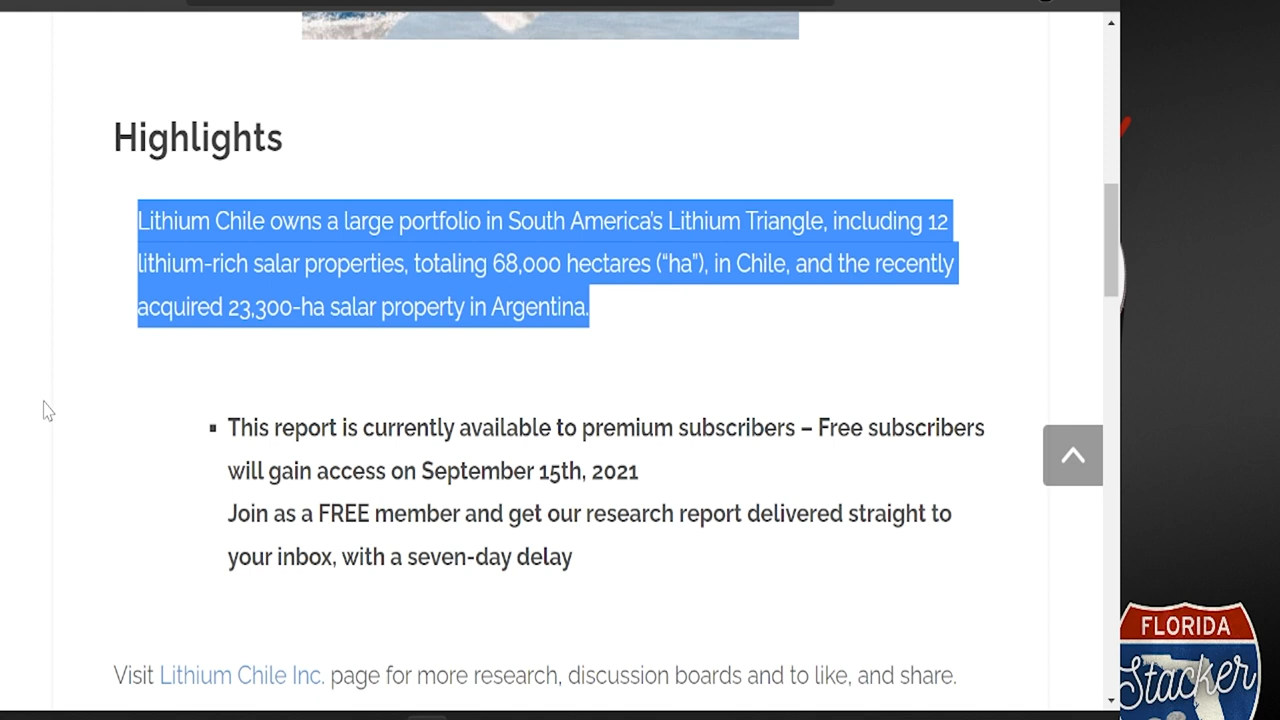 Highlights
Lithium Chile owns a large portfolio in South America's Lithium Triangle, including 12
lithium-rich salar properties, totaling 68,000 hectares (“ha”), in Chile, and the recently
acquired 23,300-ha salar property in Argentina.
This report is currently available to premium subscribers – Free subscribers
will gain access on September 15th, 2021
Join as a FREE member and get our research report delivered straight to
your inbox, with a seven-day delay
Visit Lithium Chile Inc. page for more research, discussion boards and to like, and share.
FLORIDA
Stacker